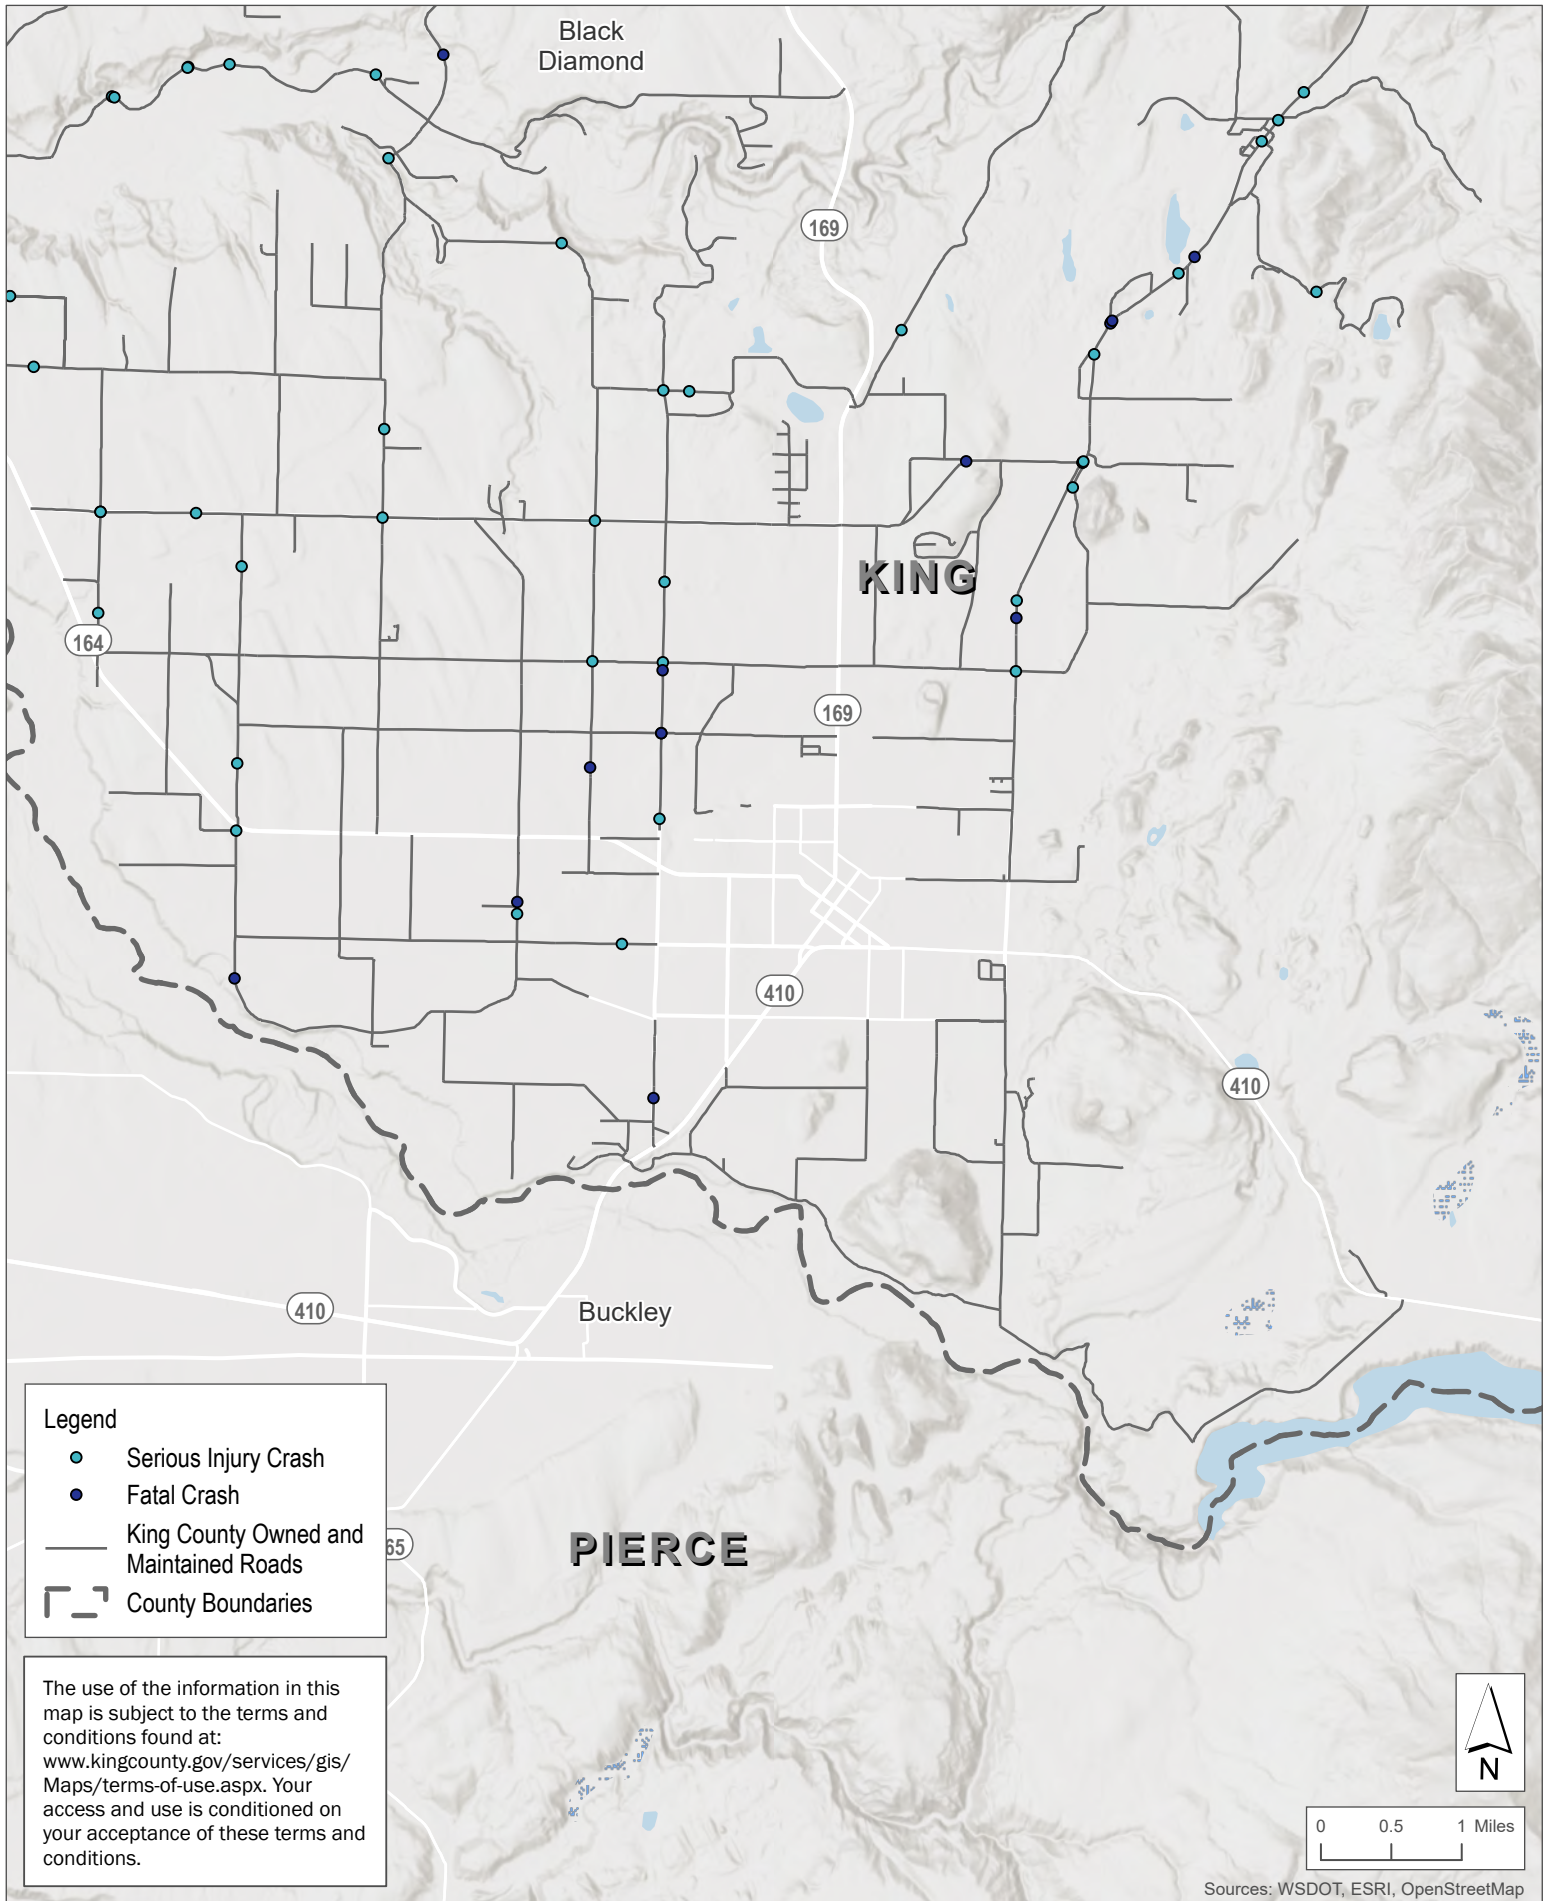 Black
Diamond
169
KING
164
169
410
410
410
Buckley
Legend
Serious Injury Crash
Fatal Crash
King County Owned and
Maintained Roads
County Boundaries
65
PIERCE
The use of the information in this
map is subject to the terms and
conditions found at:
www.kingcounty.gov/services/gis/
Maps/terms-of-use.aspx. Your
access and use is conditioned on
your acceptance of these terms and
conditions.
N
0 0.5 1 Miles
Sources: WSDOT, ESRI, OpenStreetMap